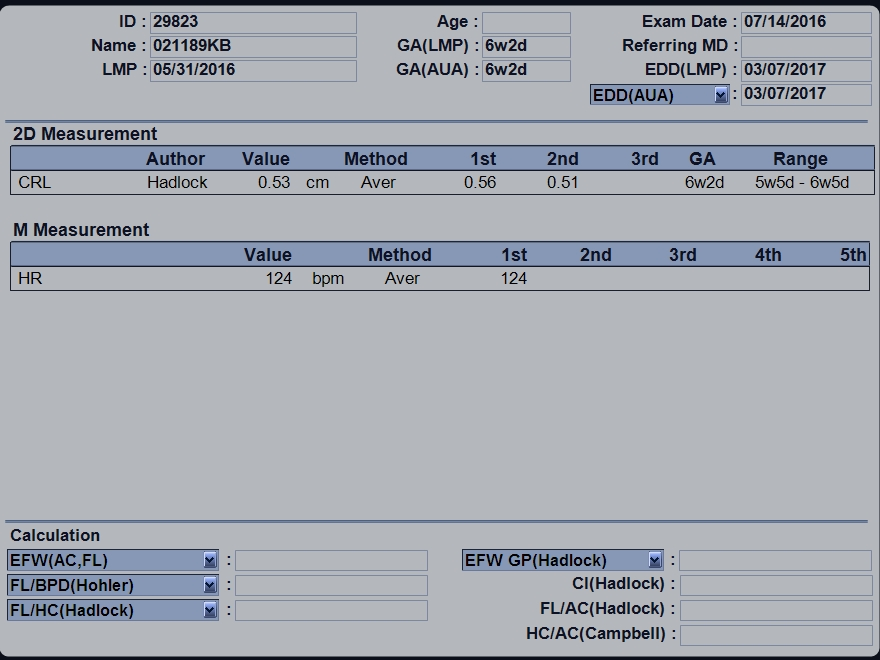 ID : 29823 Age : Exam Date : 07/14/2016
Name : 021189KB GA(LMP) : 6w2d Referring MD :
LMP : 05/31/2016 GA(AUA) : 6w2d EDD(LMP) : 03/07/2017
EDD(AUA) : 03/07/2017
2D Measurement
Author Value Method 1st 2nd 3rd GA Range
CRL Hadlock 0.53 cm Aver 0.56 0.51 6w2d 5w5d - 6w5d
M Measurement
Value Method 1st 2nd 3rd 4th 5th
HR 124 bpm Aver 124
Calculation
EFW(AC,FL) : EFW GP(Hadlock) :
FL/BPD(Hohler) : CI(Hadlock) :
FL/HC(Hadlock) : FL/AC(Hadlock) :
HC/AC(Campbell) :